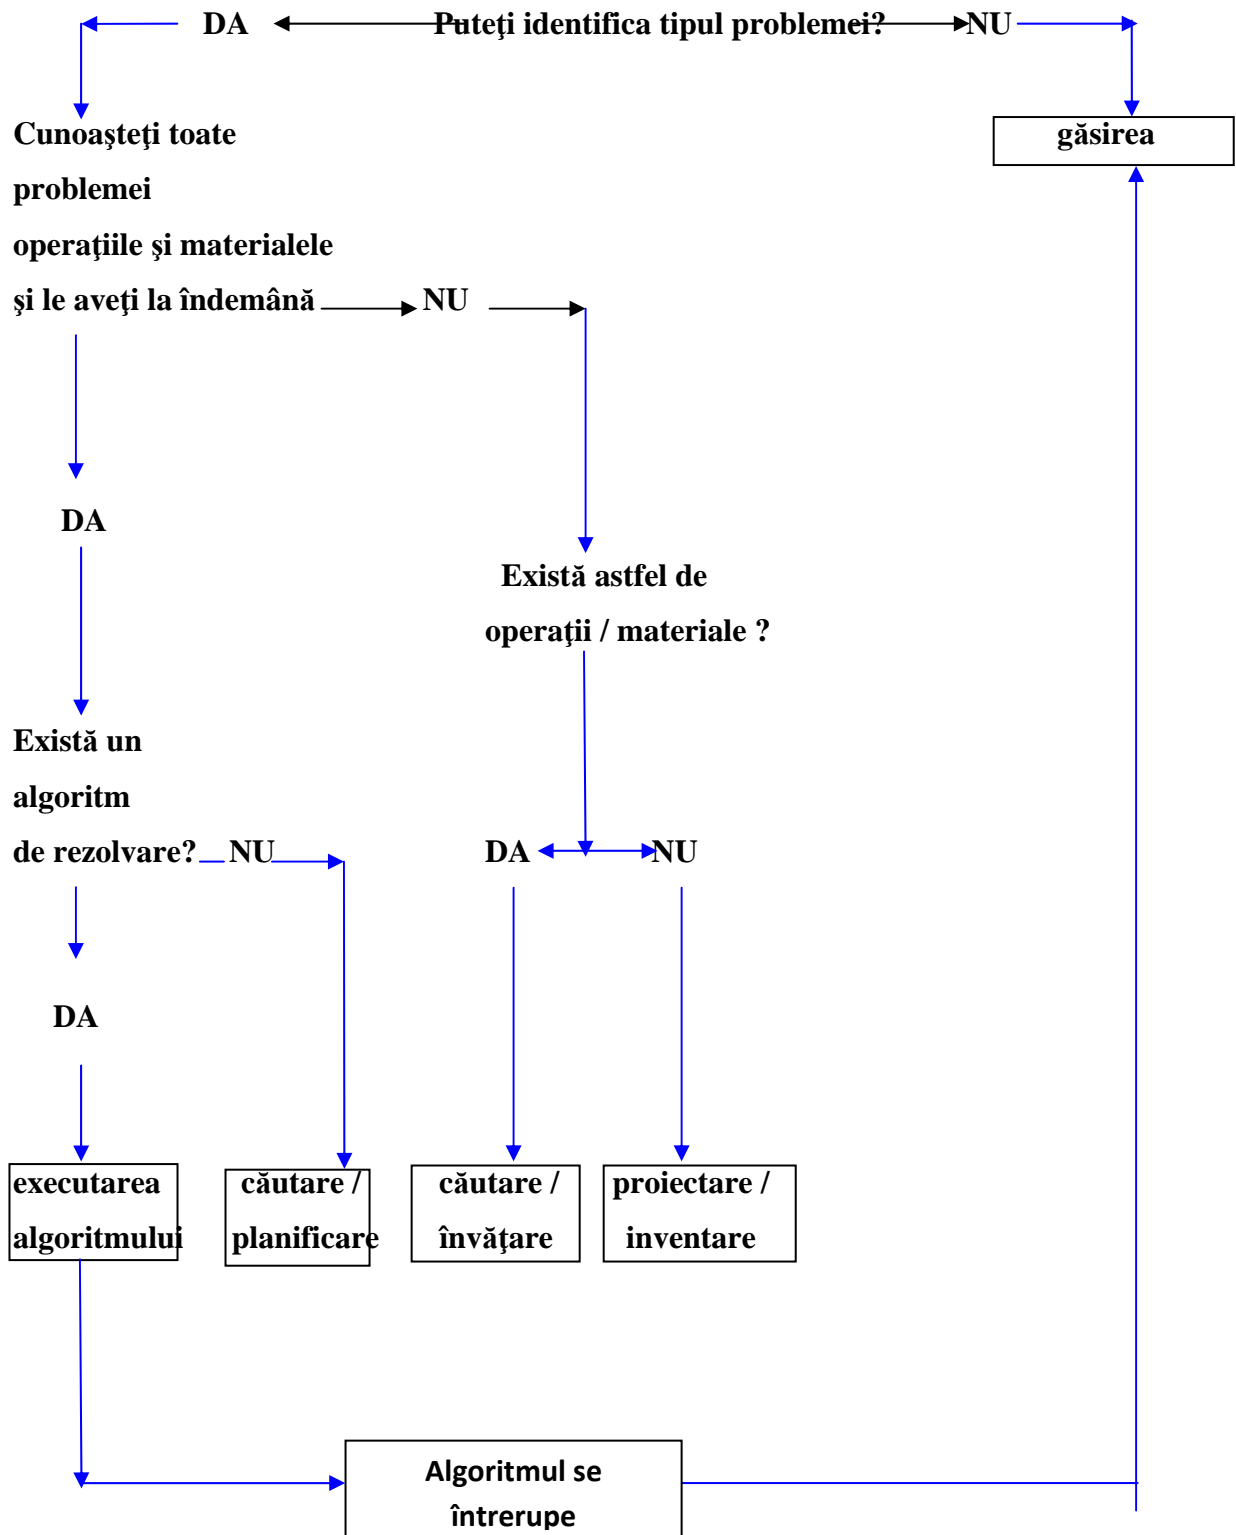 DA Puteţi identifica tipul problemei? NU
Cunoaşteţi toate găsirea
problemei
operaţiile şi materialele
şi le aveţi la îndemână NU
DA
Există astfel de
operaţii / materiale ?
Există un
algoritm
de rezolvare? NU DA NU
DA
executarea căutare / căutare / proiectare /
algoritmului planificare învăţare inventare
Algoritmul se
întrerupe